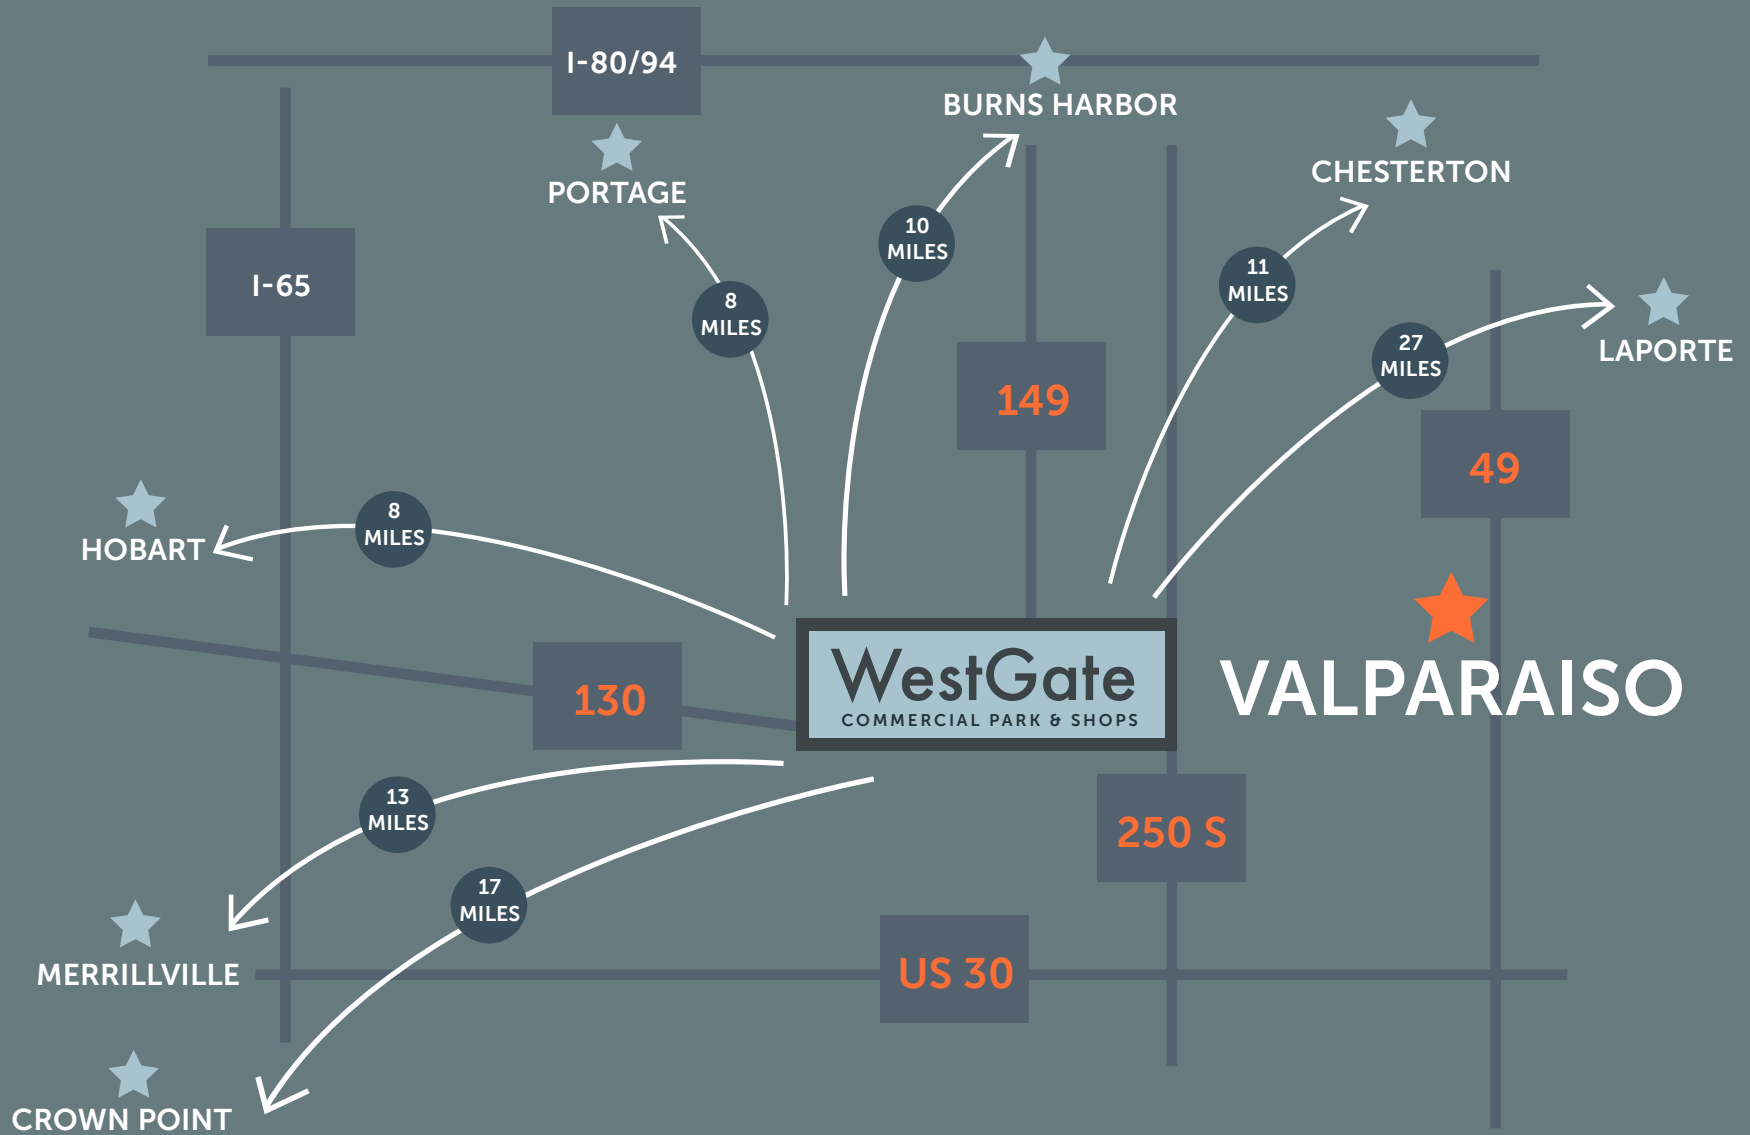 I-80/94
BURNS HARBOR
CHESTERTON
PORTAGE
10
MILES
11
MILES
I-65
8
MILES
27
MILES
LAPORTE
149
49
8
MILES
HOBART
130
WestGate
COMMERCIAL PARK & SHOPS
VALPARAISO
13
MILES
250 S
17
MILES
MERRILLVILLE
US 30
CROWN POINT